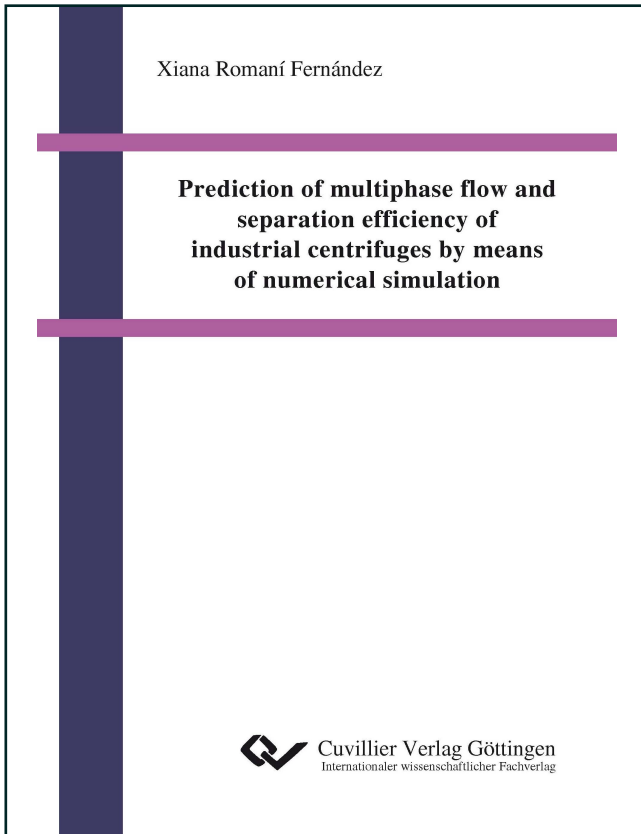 Xiana Romaní Fernández
Prediction of multiphase flow and
separation efficiency of
industrial centrifuges by means
of numerical simulation
Cuvillier Verlag Göttingen
Internationaler wissenschaftlicher Fachverlag